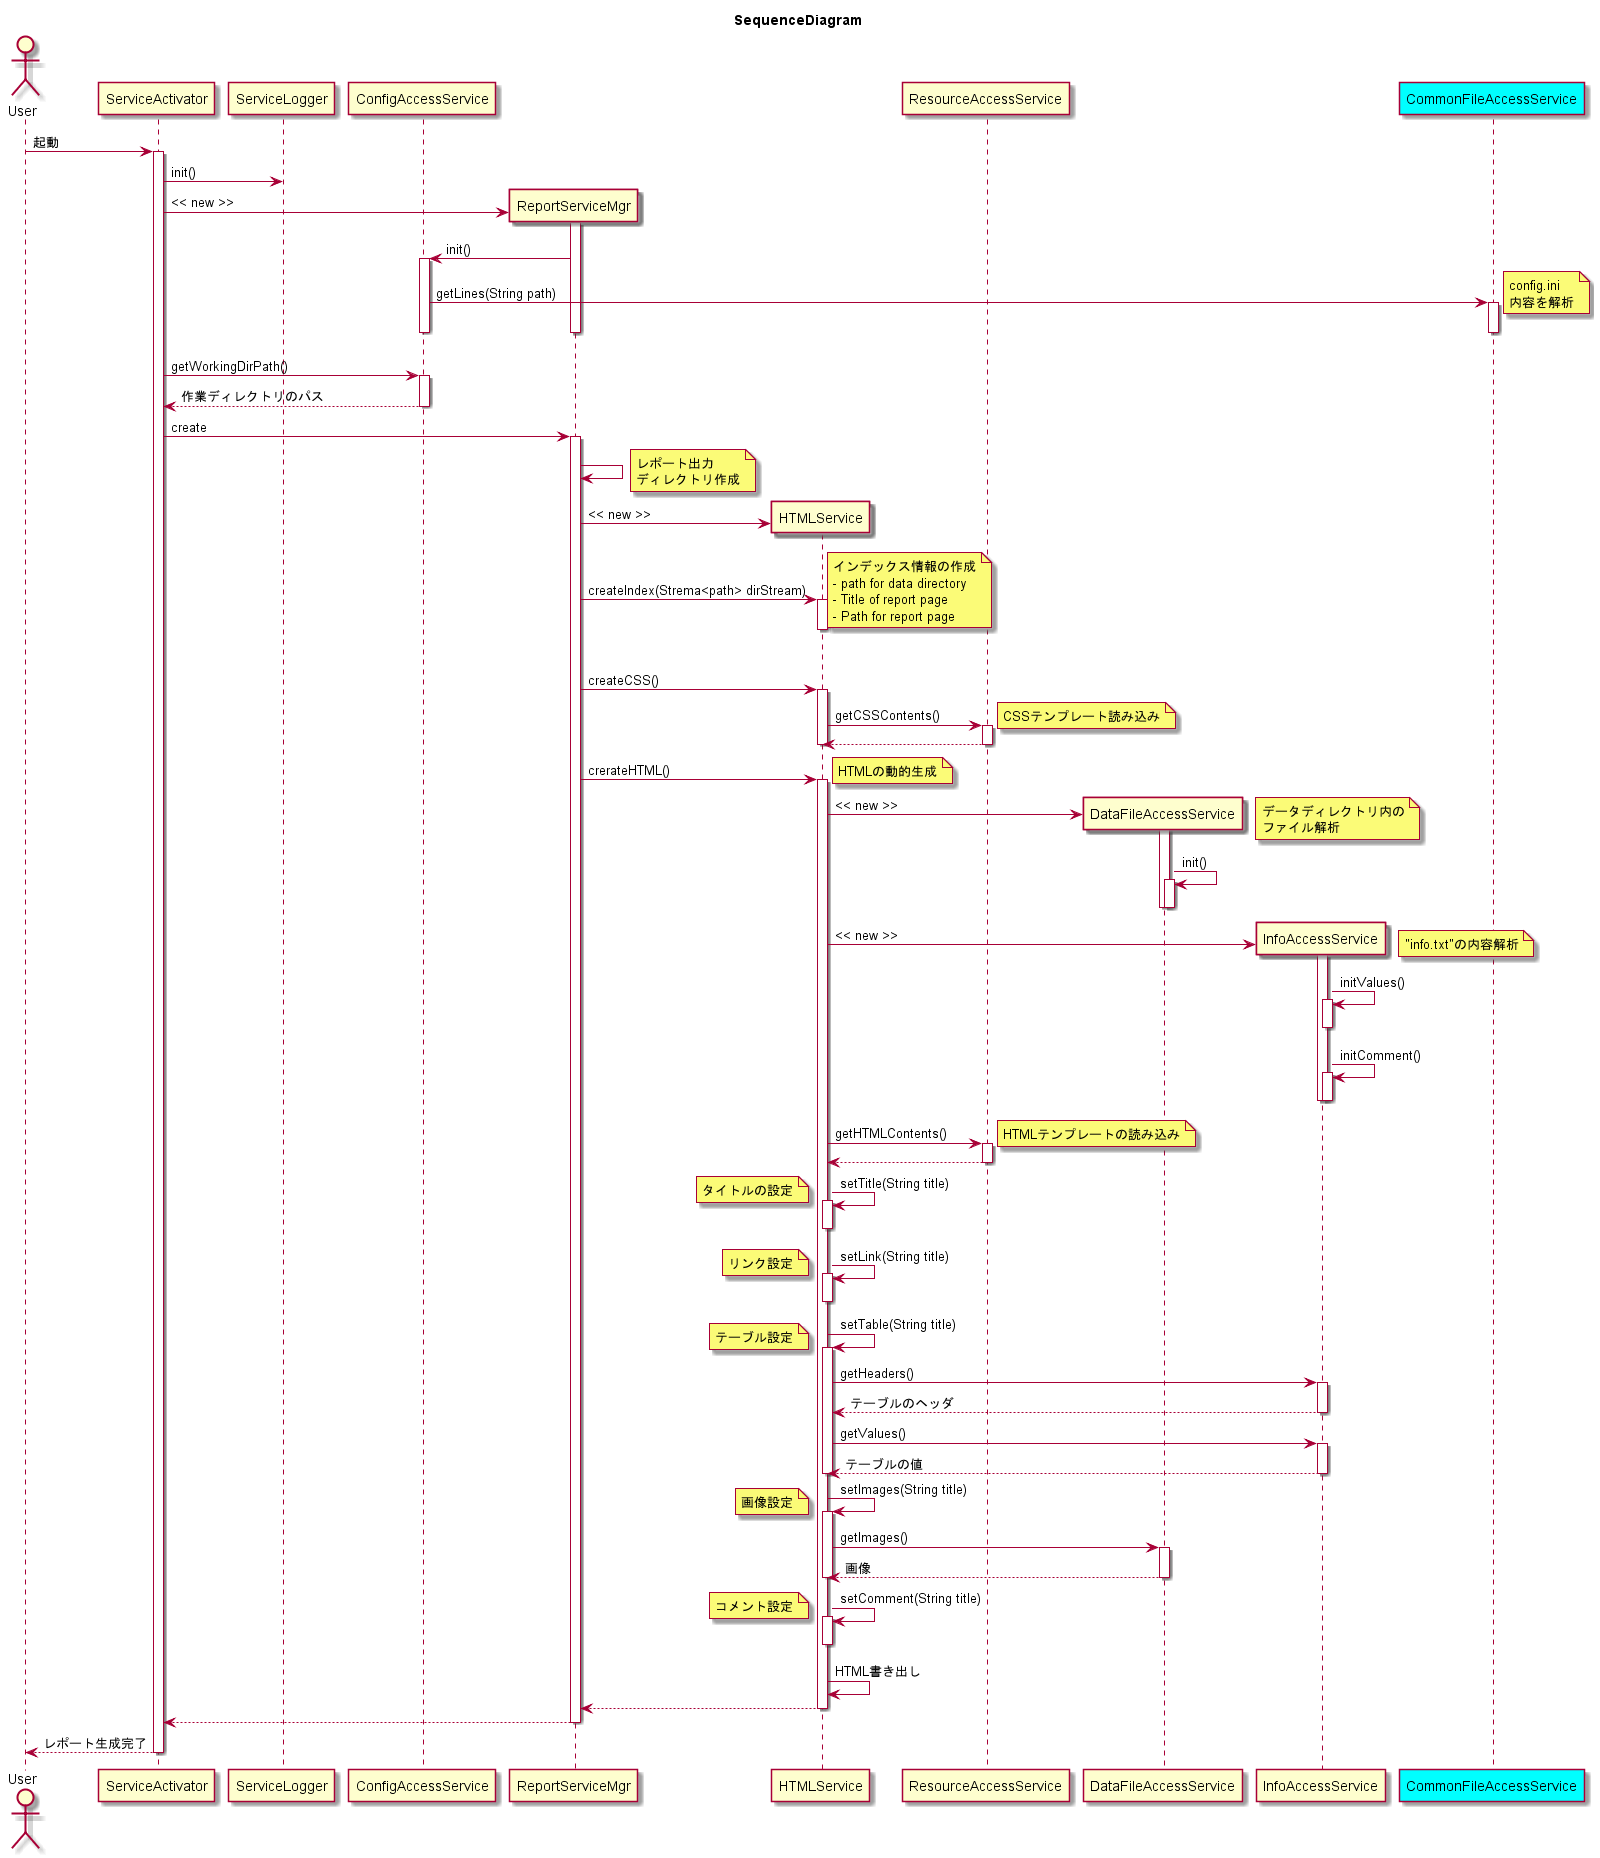 SequenceDiagram
User
ServiceActivator
ServiceLogger
ConfigAccessService
ResourceAccessService
CommonFileAccessService
起動
init()
<< new >>
ReportServiceMgr
init()
config.ini
内容を解析
getLines(String path)
getWorkingDirPath()
作業ディレクトリのパス
create
レポート出力
ディレクトリ作成
<< new >>
HTMLService
インデックス情報の作成
- path for data directory
- Title of report page
- Path for report page
createIndex(Strema<path> dirStream)
createCSS()
getCSSContents()
CSSテンプレート読み込み
crerateHTML()
HTMLの動的生成
<< new >>
DataFileAccessService
データディレクトリ内の
ファイル解析
init()
<< new >>
InfoAccessService
"info.txt"の内容解析
initValues()
initComment()
getHTMLContents()
HTMLテンプレートの読み込み
タイトルの設定
setTitle(String title)
リンク設定
setLink(String title)
テーブル設定
setTable(String title)
getHeaders()
テーブルのヘッダ
getValues()
テーブルの値
画像設定
setImages(String title)
getImages()
画像
コメント設定
setComment(String title)
HTML書き出し
レポート生成完了
User
ServiceActivator
ServiceLogger
ConfigAccessService
ReportServiceMgr
HTMLService
ResourceAccessService
DataFileAccessService
InfoAccessService
CommonFileAccessService